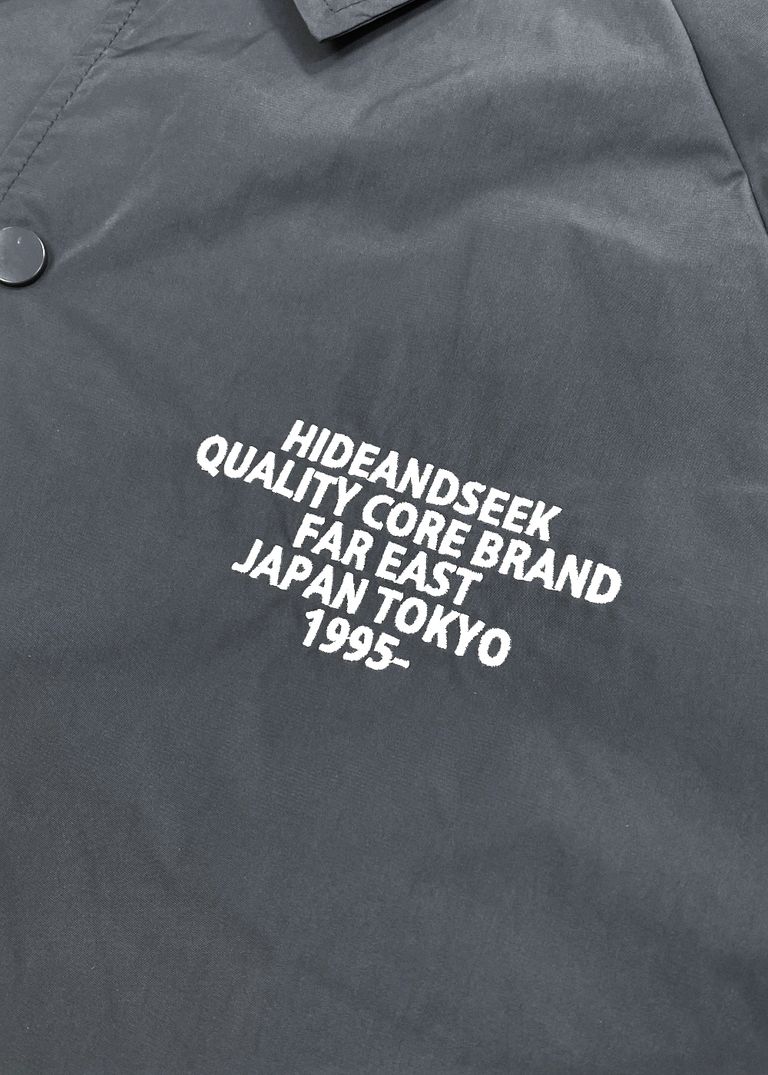 HIDEANDSEEK
QUALITY CORE BRAND
FAR EAST
JAPAN TOKYO
1995-